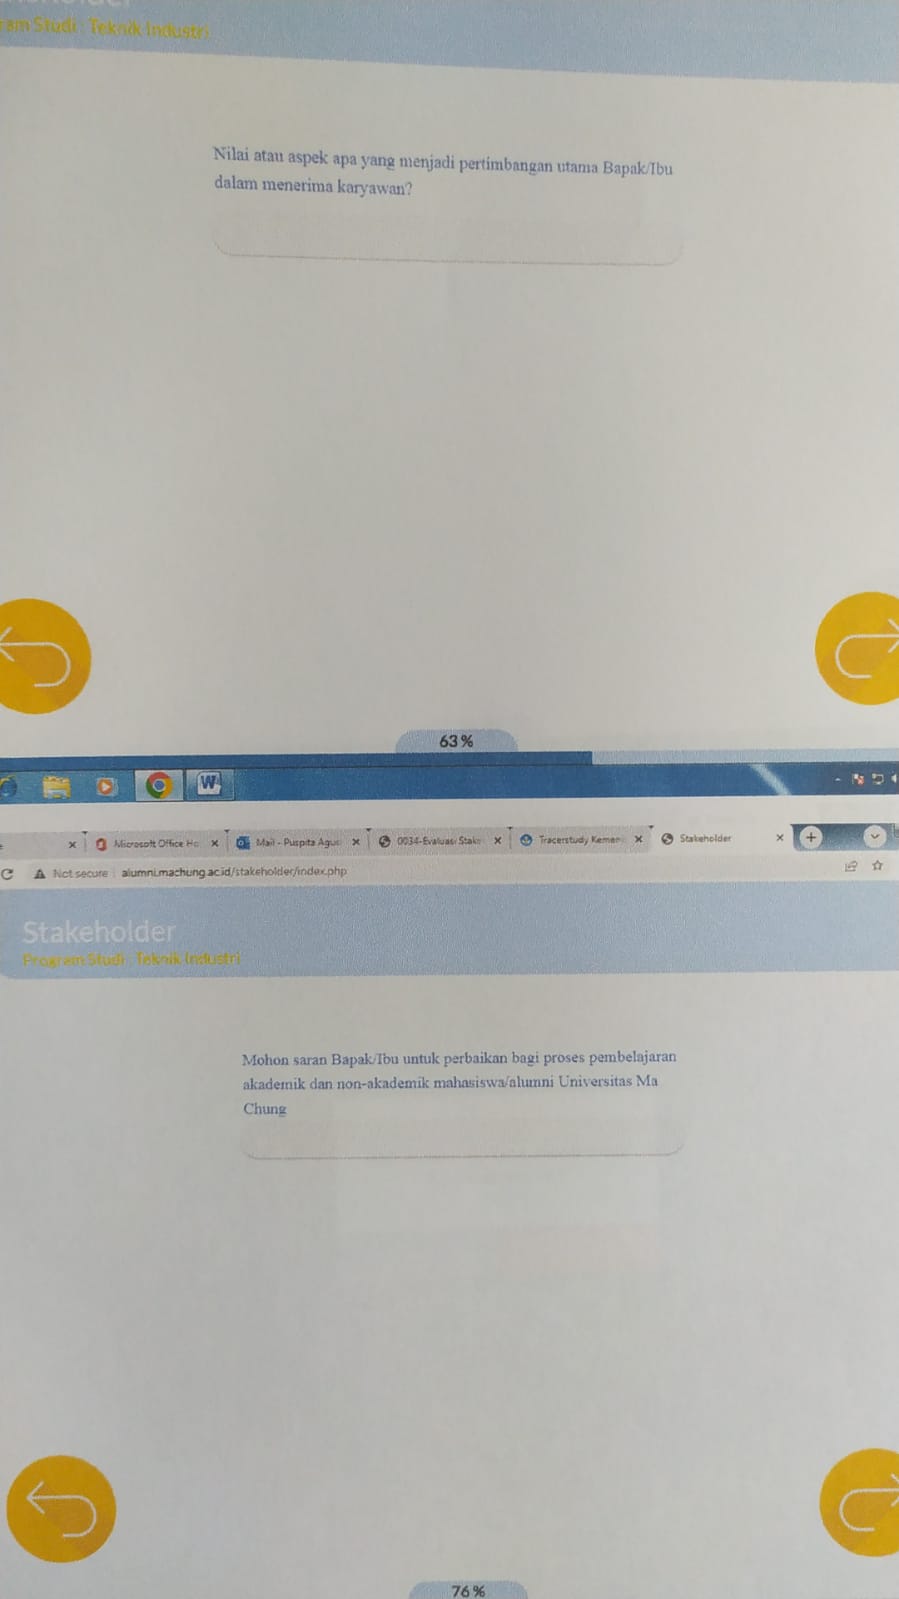 ram Studi : Teknik Industri
Nilai atau aspek apa yang menjadi pertimbangan utama Bapak/Ibu
dalam menerima karyawan?
63%
Microsoft Office Ho
Mail - Puspita Agus
0034-Evaluasi Stake
Tracerstudy Kemen
Stakeholder
Not secure
alumni.machung.ac.id/stakeholder/index.php
Stakeholder
Program Studi : Teknik Industri
Mohon saran Bapak/Ibu untuk perbaikan bagi proses pembelajaran
akademik dan non-akademik mahasiswa/alumni Universitas Ma
Chung
76%